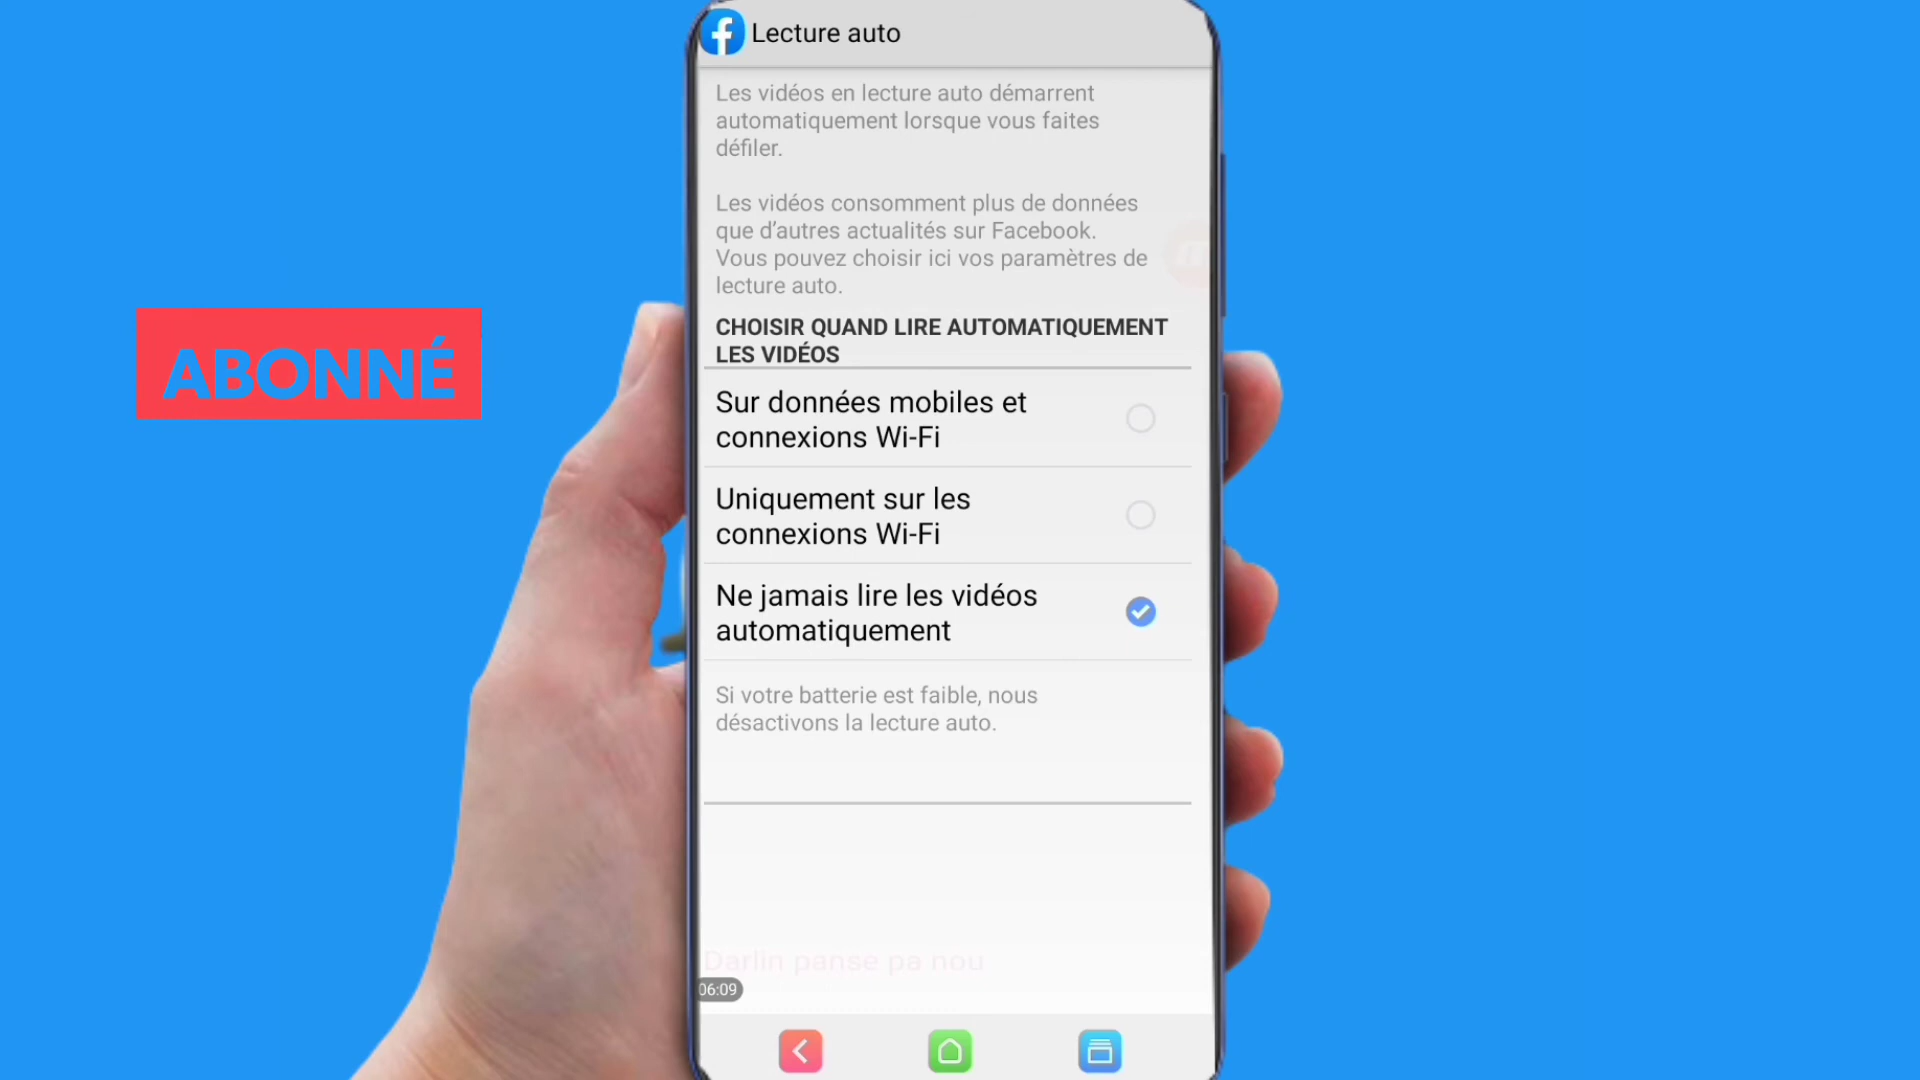 Lecture auto
Les vidéos en lecture auto démarrent
automatiquement lorsque vous faites
défiler.
Les vidéos consomment plus de données
que d’autres actualités sur Facebook.
Vous pouvez choisir ici vos paramètres de
lecture auto.
CHOISIR QUAND LIRE AUTOMATIQUEMENT
LES VIDÉOS
ABONNÉ
Sur données mobiles et
connexions Wi-Fi
Uniquement sur les
connexions Wi-Fi
Ne jamais lire les vidéos
automatiquement
Si votre batterie est faible, nous
désactivons la lecture auto.
Darlin panse pa nou
06:09